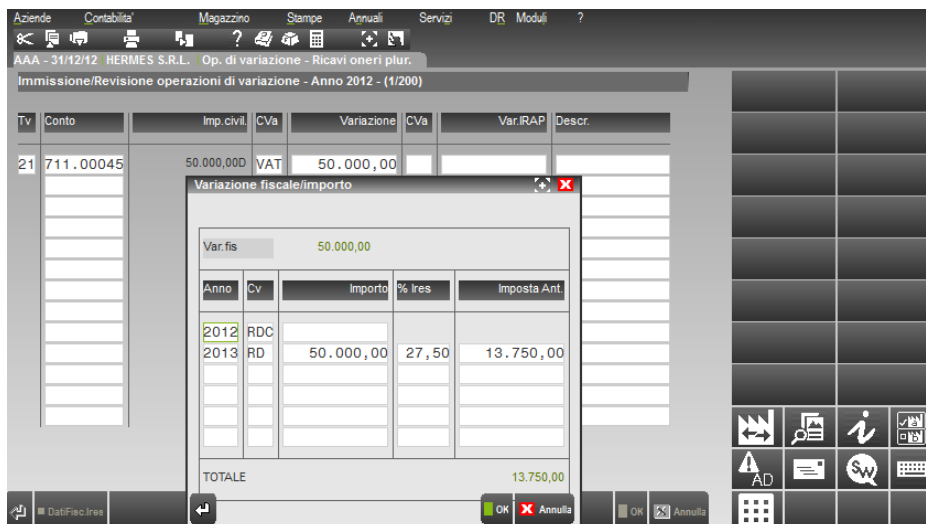 Aziende Contabilita' Magazzino Stampe Annuali Servizi DR Moduli ?
?
AAA - 31/12/12 HERMES S.R.L. Op. di variazione - Ricavi oneri plur.
Immissione/Revisione operazioni di variazione - Anno 2012 - (1/200)
Tv Conto Imp.civil. CVa Variazione CVa Var.IRAP Descr.
21 711.00045 50.000,00D VAT 50.000,00
Variazione fiscale/importo
Var.fis 50.000,00
Anno Cv Importo % Ires Imposta Ant.
2012 RDC
2013 RD 50.000,00 27,50 13.750,00
TOTALE 13.750,00
AD SW
DatiFisc.Ires OK Annulla OK Annulla